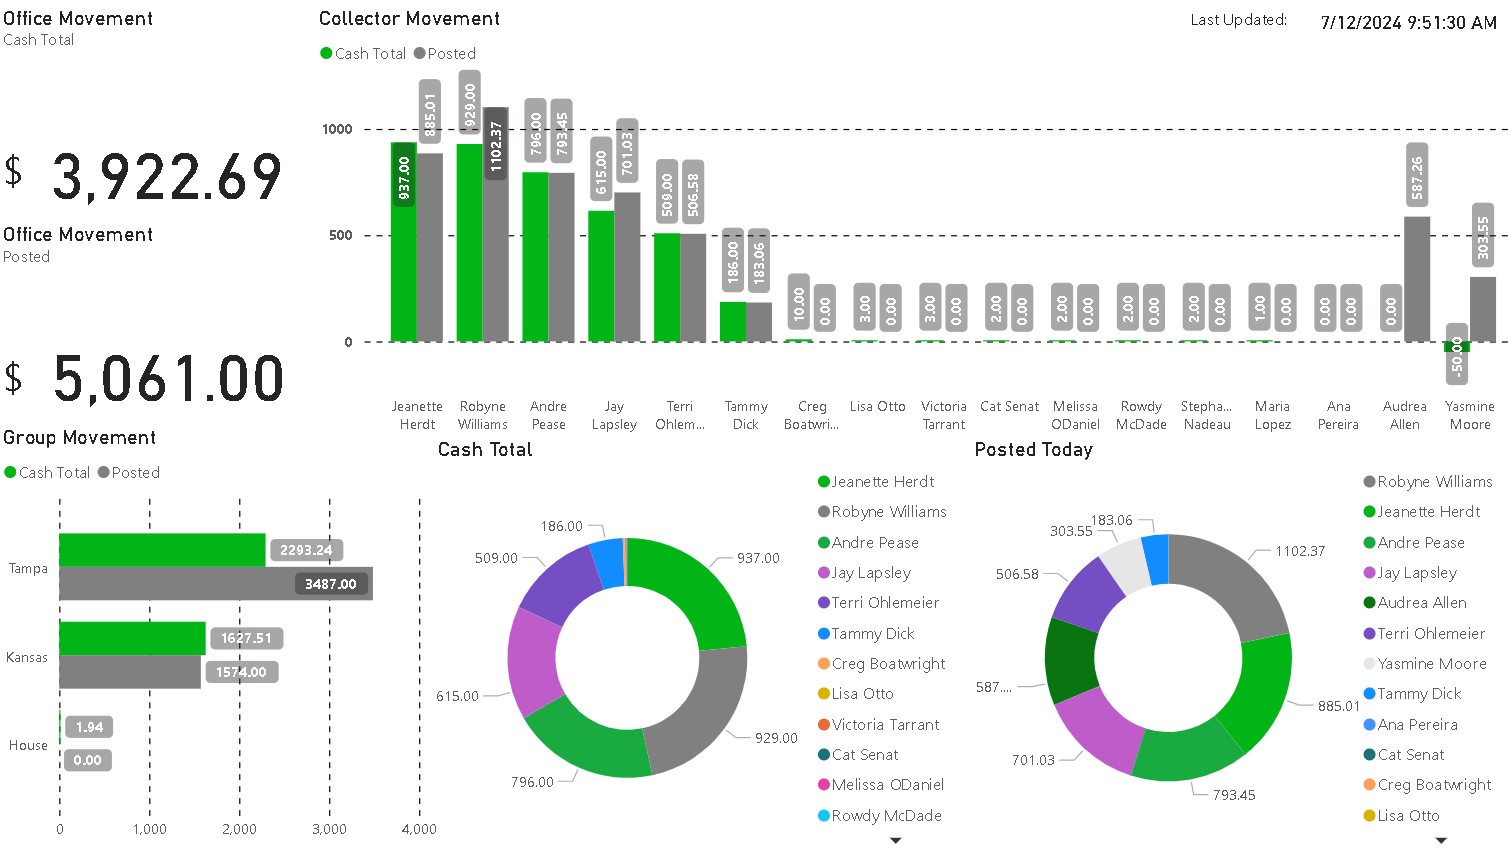 Office Movement
Cash Total
$ 3,922.69
Office Movement
Posted
$ 5,061.00
Collector Movement
Last Updated: 7/12/2024 9:51:30 AM
Cash Total Posted
1000
500
0
937.00 885.01 929.00 1102.37 796.00 793.45 615.00 701.03 509.00 506.58 186.00 183.06 10.00 0.00 3.00 0.00 3.00 0.00 2.00 0.00 2.00 0.00 2.00 0.00 2.00 0.00 1.00 0.00 0.00 0.00 0.00 587.26 -50.00 303.55
Jeanette Herdt
Robyne Williams
Andre Pease
Jay Lapsley
Terri Ohlem...
Tammy Dick
Creg Boatwri...
Lisa Otto
Victoria Tarrant
Cat Senat
Melissa ODaniel
Rowdy McDade
Stepha... Nadeau
Maria Lopez
Ana Pereira
Audrea Allen
Yasmine Moore
Group Movement
Cash Total Posted
Tampa
2293.24
3487.00
Kansas
1627.51
1574.00
House
1.94
0.00
0 1,000 2,000 3,000 4,000
Cash Total
186.00
509.00
615.00
796.00
929.00
937.00
Jeanette Herdt
Robyne Williams
Andre Pease
Jay Lapsley
Terri Ohlemeier
Tammy Dick
Creg Boatwright
Lisa Otto
Victoria Tarrant
Cat Senat
Melissa ODaniel
Rowdy McDade
Posted Today
183.06
303.55
506.58
587....
701.03
793.45
885.01
1102.37
Robyne Williams
Jeanette Herdt
Andre Pease
Jay Lapsley
Audrea Allen
Terri Ohlemeier
Yasmine Moore
Tammy Dick
Ana Pereira
Cat Senat
Creg Boatwright
Lisa Otto